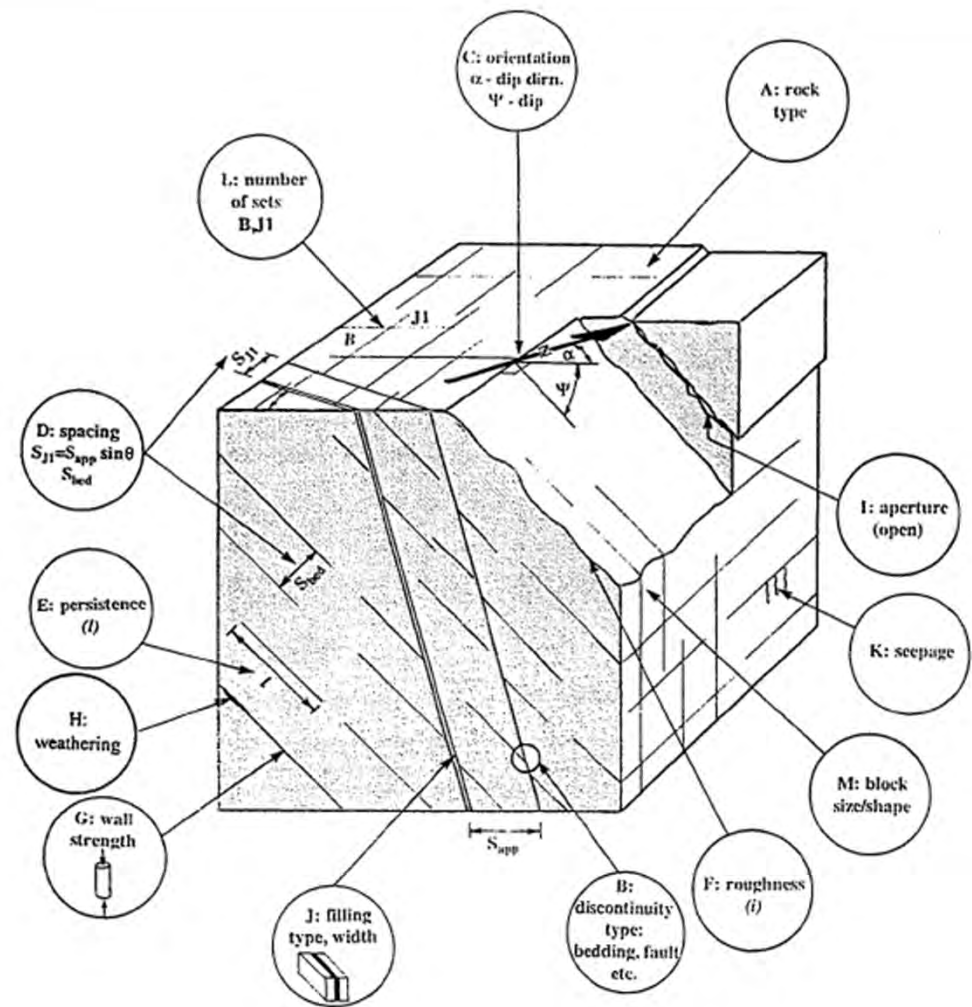 C: orientation
α - dip dirn.
Ψ - dip
A: rock
type
L: number
of sets
B,J1
J1
B
S_J1
α
Ψ
D: spacing
S_J1=S_app sinθ
S_bed
S_bed
I: aperture
(open)
E: persistence
(l)
l
K: seepage
H:
weathering
M: block
size/shape
G: wall
strength
S_app
F: roughness
(i)
B:
discontinuity
type:
bedding, fault
etc.
J: filling
type, width